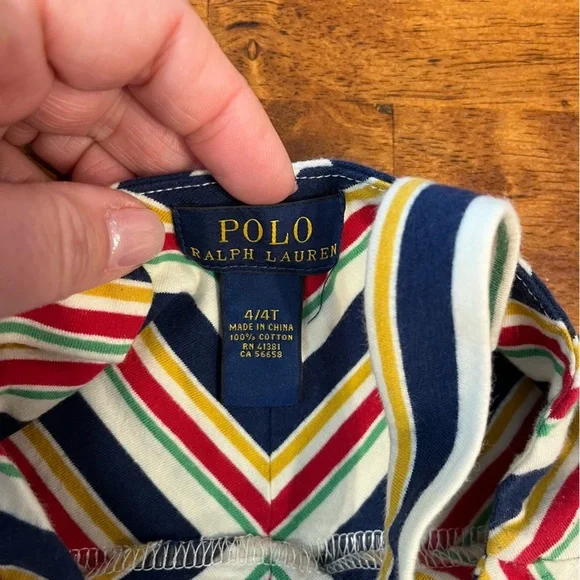 POLO
RALPH LAUREN
4/4T
MADE IN CHINA
100% COTTON
RN 41381
CA 56658